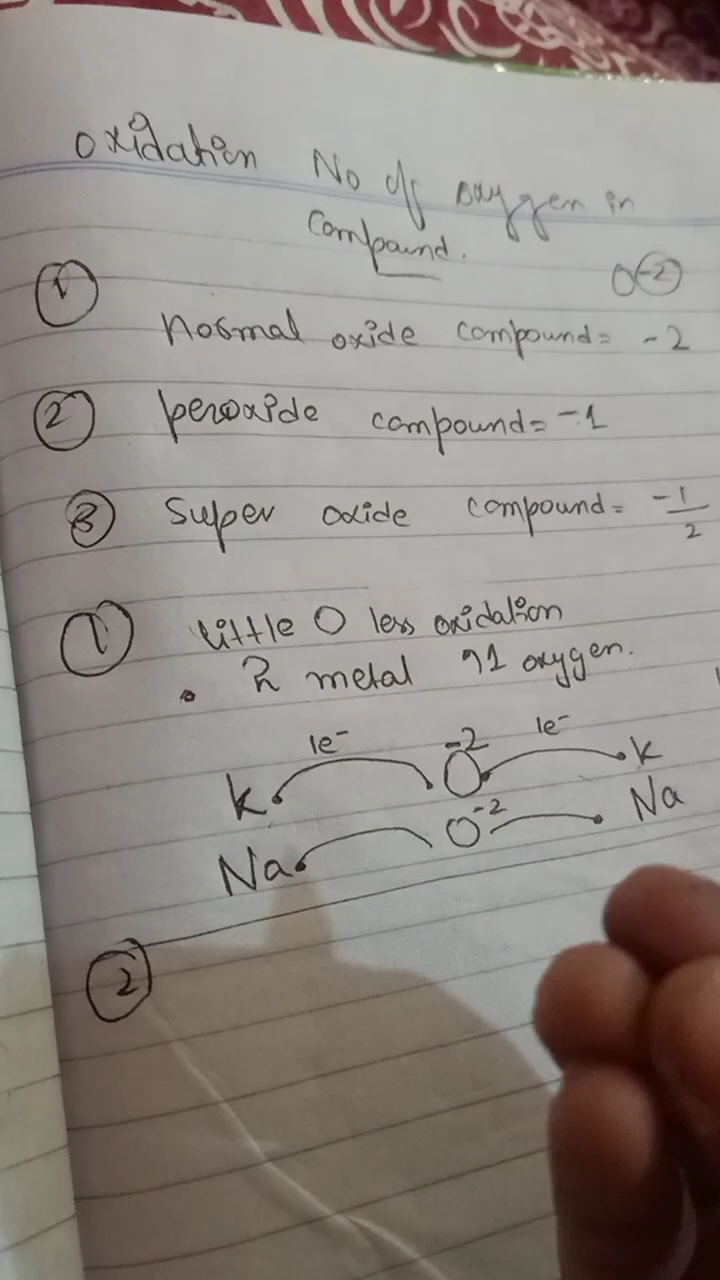 Oxidation No of oxygen in
compound.
O -2
① normal oxide compound = -2
② peroxide compound = -1
③ Super oxide compound = -1/2
① little O less oxidation
• 2 metal 1 oxygen.
1e⁻ -2 1e⁻
K O K
Na O⁻² Na
②